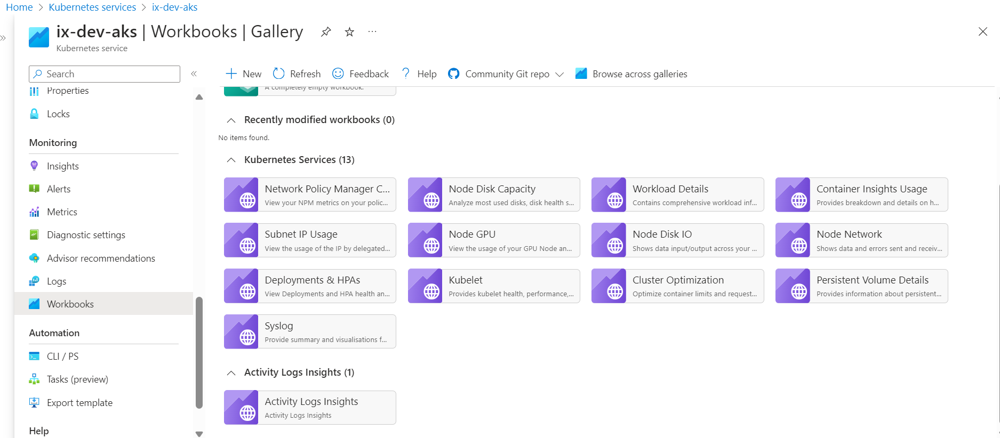 Home > Kubernetes services > ix-dev-aks
ix-dev-aks | Workbooks | Gallery
Kubernetes service
Search
New
Refresh
Feedback
Help
Community Git repo
Browse across galleries
Properties
Locks
Monitoring
Insights
Alerts
Metrics
Diagnostic settings
Advisor recommendations
Logs
Workbooks
Automation
CLI / PS
Tasks (preview)
Export template
Help
A completely empty workbook.
Recently modified workbooks (0)
No items found.
Kubernetes Services (13)
Network Policy Manager C...
View your NPM metrics on your polic...
Node Disk Capacity
Analyze most used disks, disk health s...
Workload Details
Contains comprehensive workload inf...
Container Insights Usage
Provides breakdown and details on h...
Subnet IP Usage
View the usage of the IP by delegated...
Node GPU
View the usage of your GPU Node an...
Node Disk IO
Shows data input/output across your ...
Node Network
Shows data and errors sent and receiv...
Deployments & HPAs
View Deployments and HPA health an...
Kubelet
Provides kubelet health, performance,...
Cluster Optimization
Optimize container limits and request...
Persistent Volume Details
Provides information about persistent...
Syslog
Provide summary and visualisations f...
Activity Logs Insights (1)
Activity Logs Insights
Activity Logs Insights